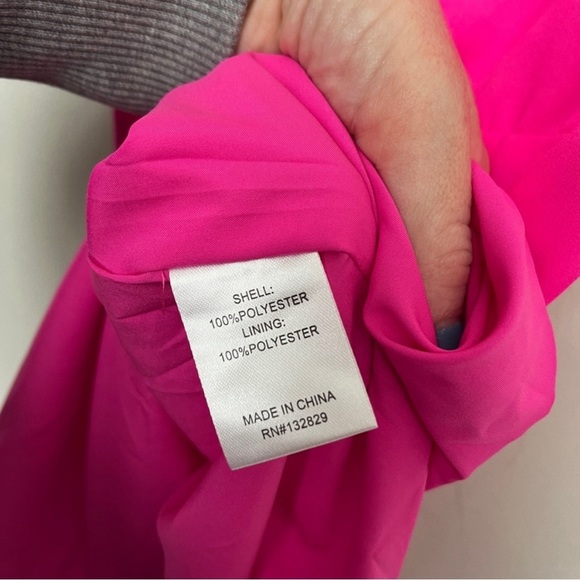 SHELL:
100%POLYESTER
LINING:
100%POLYESTER
MADE IN CHINA
RN#132829